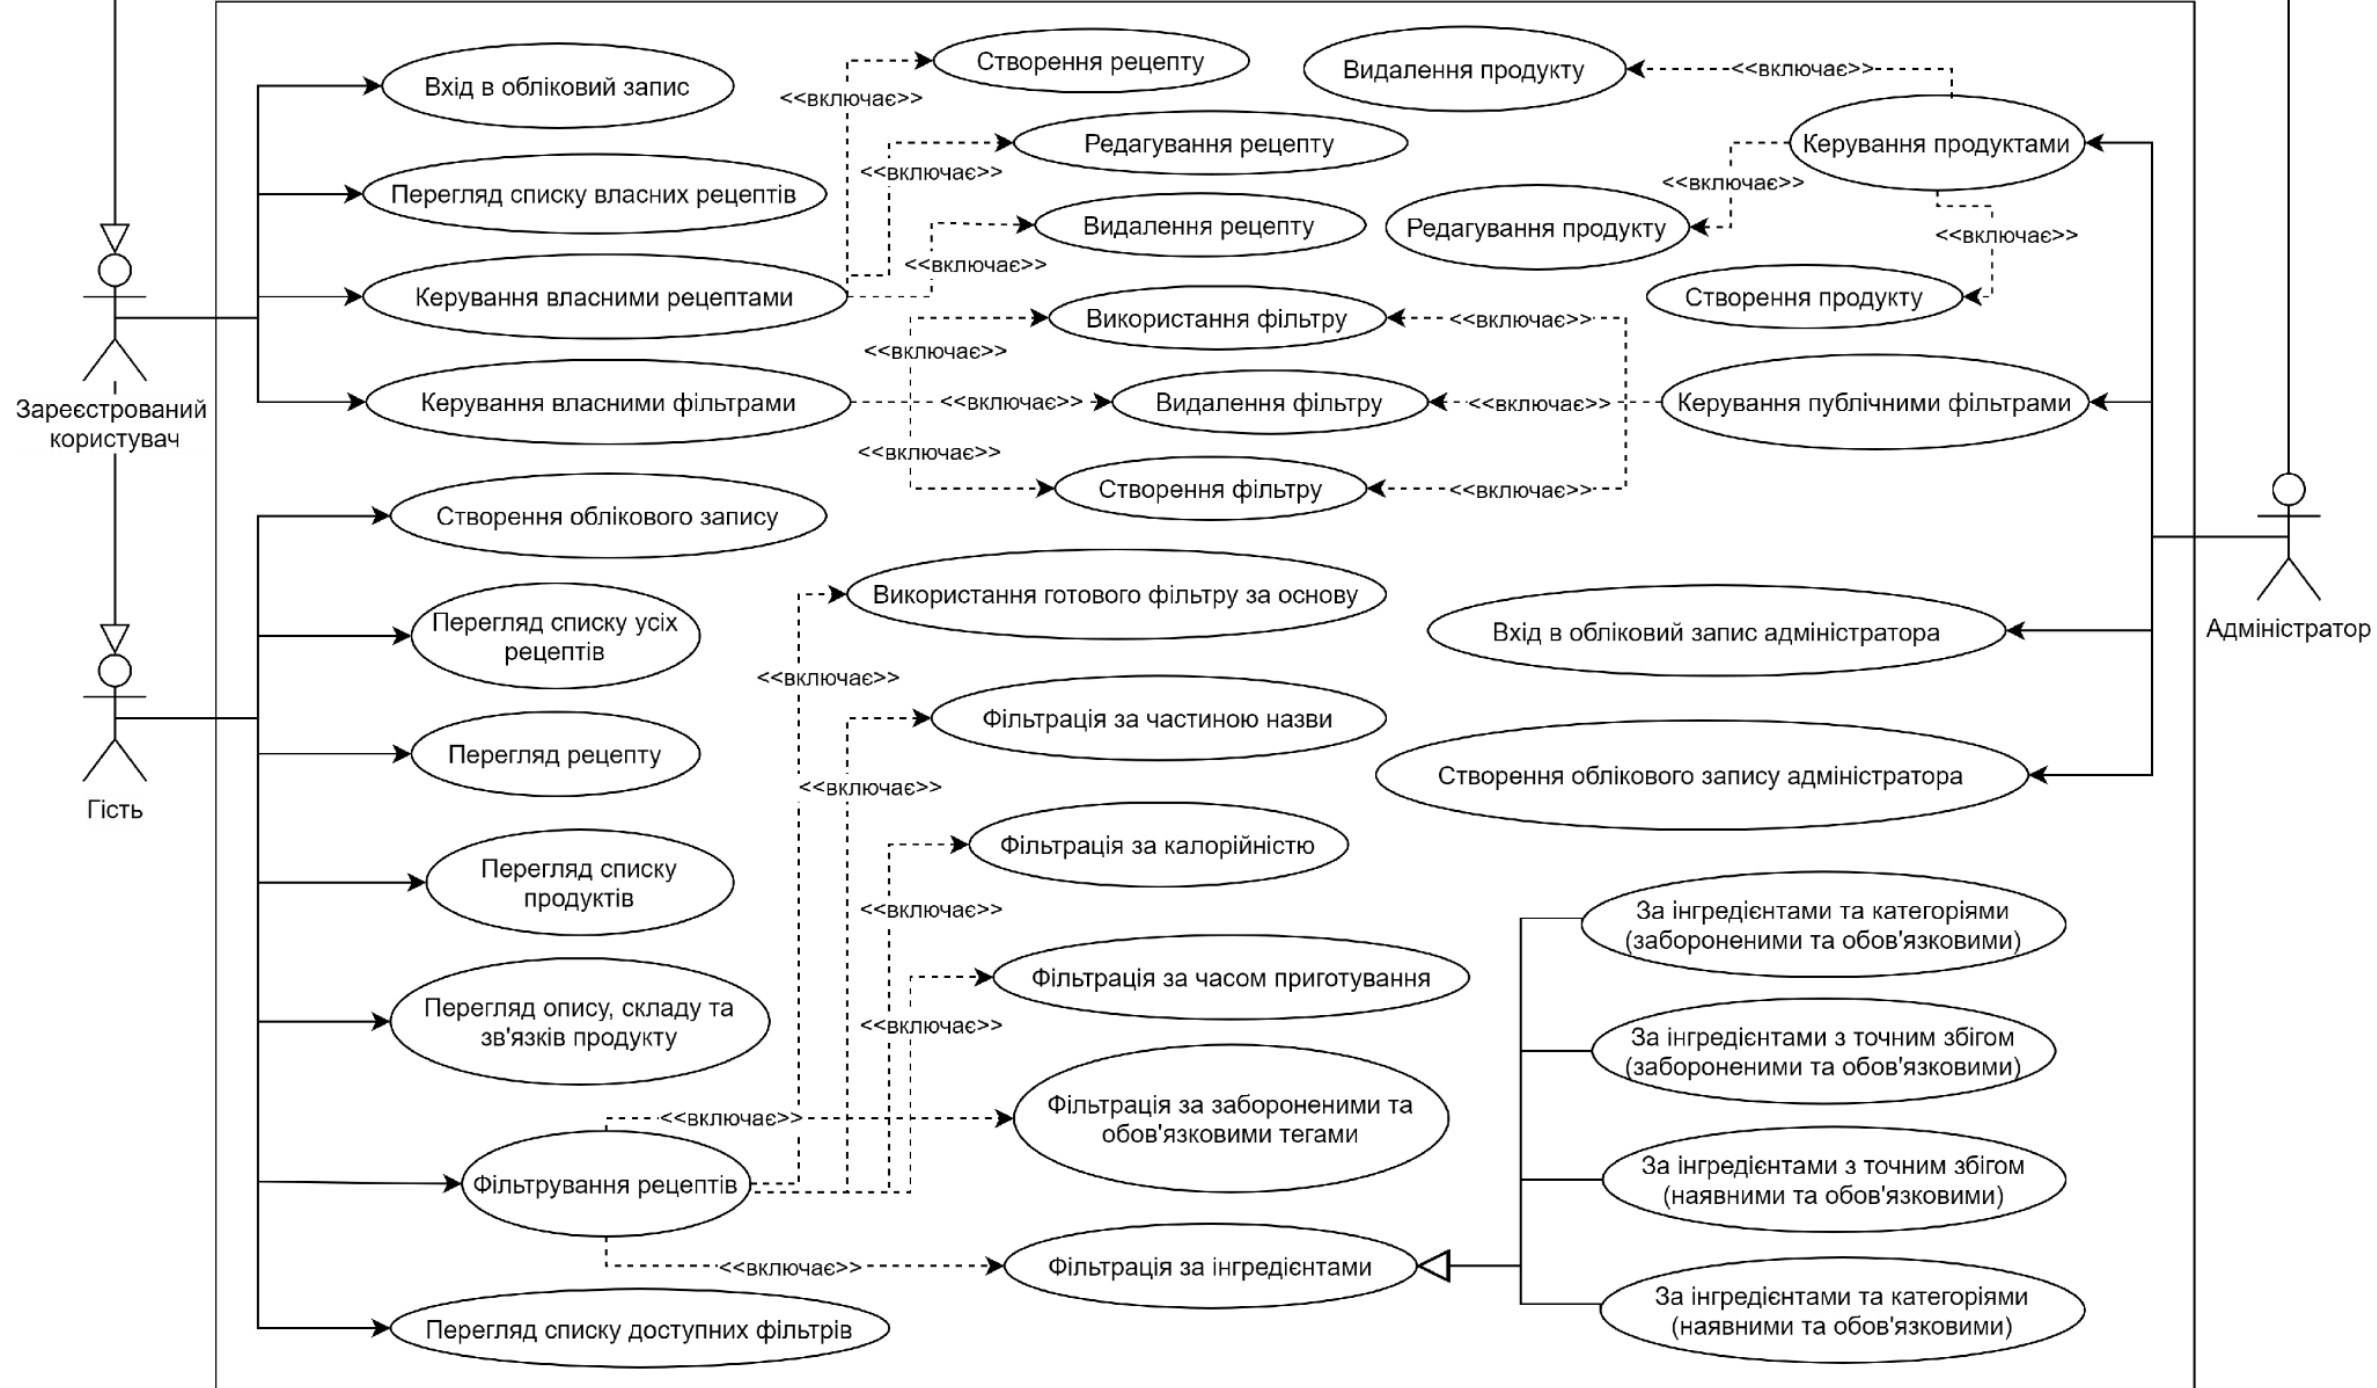 Вхід в обліковий запис
Перегляд списку власних рецептів
Керування власними рецептами
Керування власними фільтрами
Зареєстрований
користувач
<<включає>>
Створення рецепту
<<включає>>
Редагування рецепту
<<включає>>
Видалення рецепту
<<включає>>
Використання фільтру
<<включає>>
Видалення фільтру
<<включає>>
Створення фільтру
Видалення продукту
<<включає>>
Керування продуктами
<<включає>>
Редагування продукту
<<включає>>
Створення продукту
<<включає>>
<<включає>>
Керування публічними фільтрами
<<включає>>
Вхід в обліковий запис адміністратора
Створення облікового запису адміністратора
Адміністратор
Створення облікового запису
Перегляд списку усіх
рецептів
Перегляд рецепту
Гість
Перегляд списку
продуктів
Перегляд опису, складу та
зв'язків продукту
Фільтрування рецептів
Перегляд списку доступних фільтрів
Використання готового фільтру за основу
<<включає>>
Фільтрація за частиною назви
<<включає>>
Фільтрація за калорійністю
<<включає>>
Фільтрація за часом приготування
<<включає>>
<<включає>>
Фільтрація за забороненими та
обов'язковими тегами
<<включає>>
Фільтрація за інгредієнтами
За інгредієнтами та категоріями
(забороненими та обов'язковими)
За інгредієнтами з точним збігом
(забороненими та обов'язковими)
За інгредієнтами з точним збігом
(наявними та обов'язковими)
За інгредієнтами та категоріями
(наявними та обов'язковими)